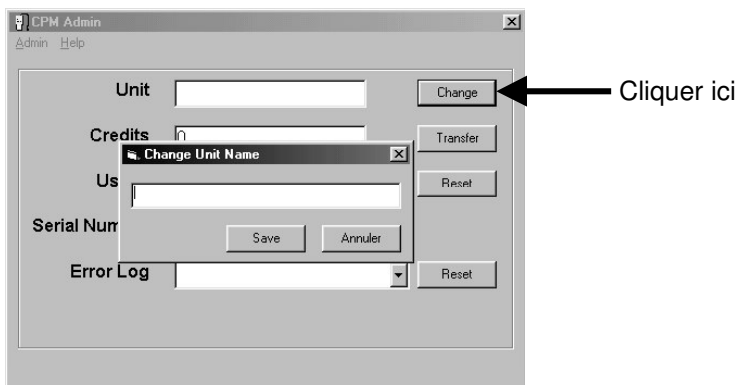 CPM Admin
Admin Help
Unit
Change
Cliquer ici
Credits
0
Transfer
Change Unit Name
Us
Reset
Serial Num
Save
Annuler
Error Log
Reset